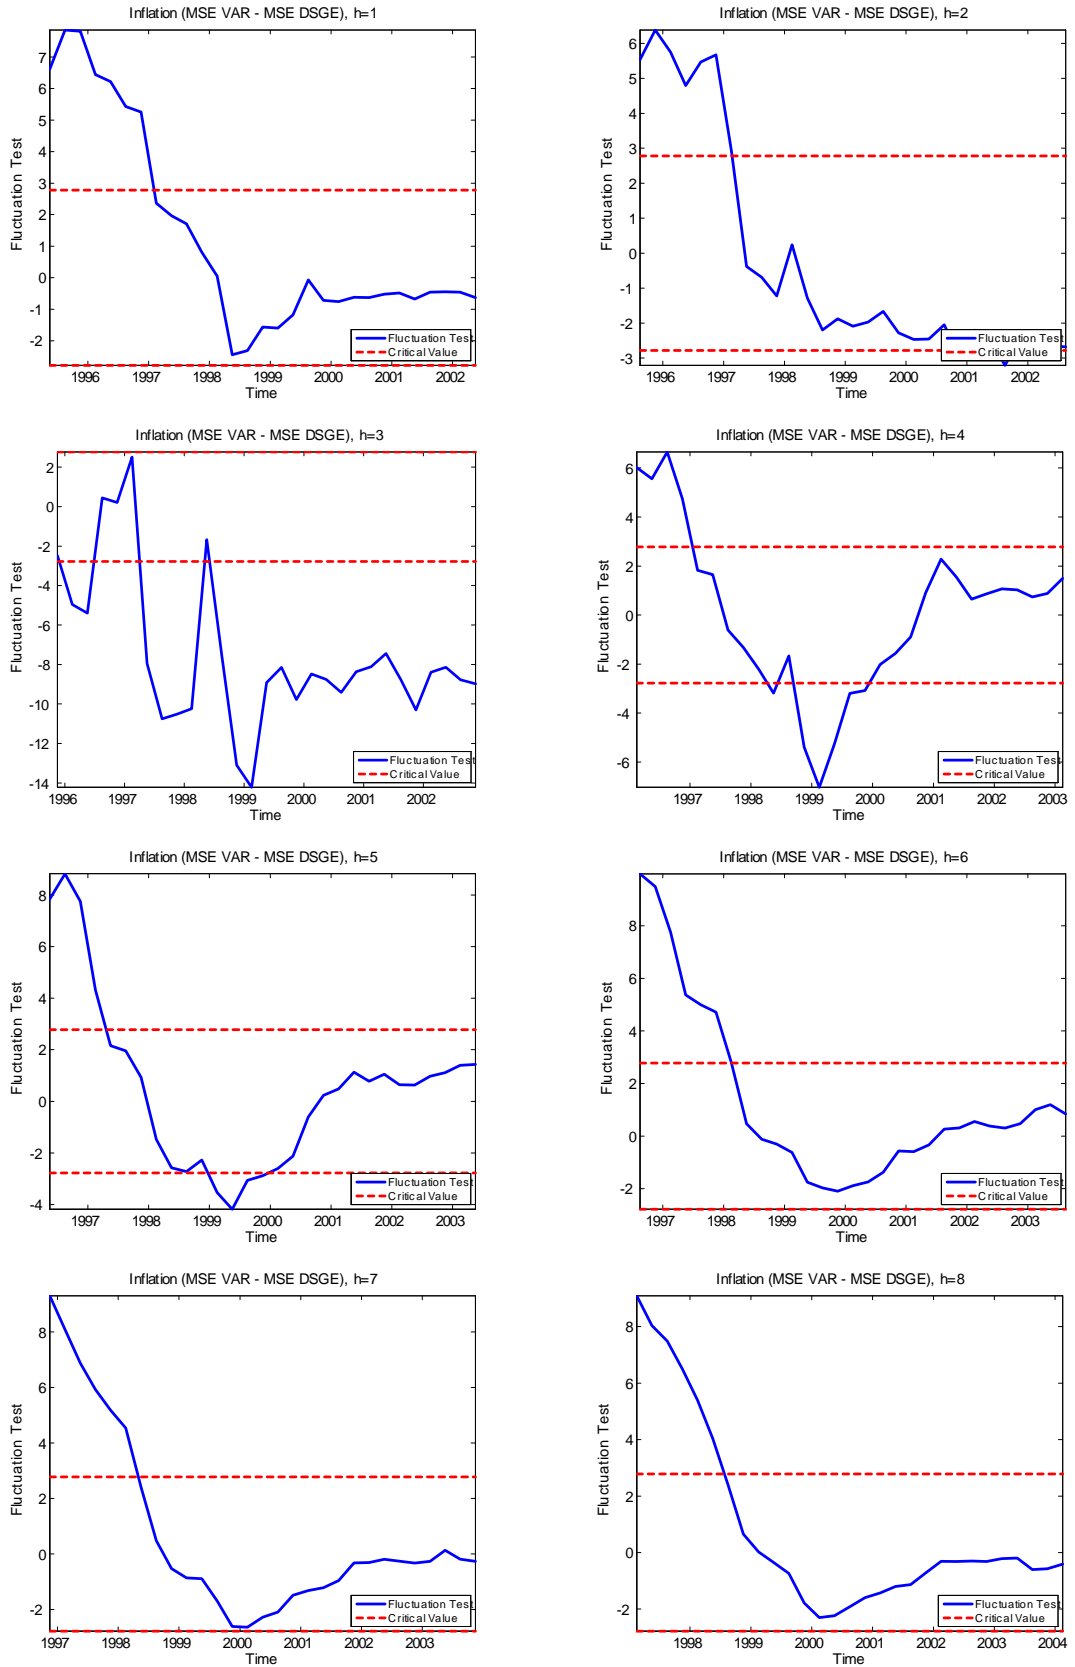 Inflation (MSE VAR - MSE DSGE), h=1
Fluctuation Test
7
6
5
4
3
2
1
0
-1
-2
Fluctuation Test
Critical Value
1996 1997 1998 1999 2000 2001 2002
Time
Inflation (MSE VAR - MSE DSGE), h=2
Fluctuation Test
6
5
4
3
2
1
0
-1
-2
-3
Fluctuation Test
Critical Value
1996 1997 1998 1999 2000 2001 2002
Time
Inflation (MSE VAR - MSE DSGE), h=3
Fluctuation Test
2
0
-2
-4
-6
-8
-10
-12
-14
Fluctuation Test
Critical Value
1996 1997 1998 1999 2000 2001 2002
Time
Inflation (MSE VAR - MSE DSGE), h=4
Fluctuation Test
6
4
2
0
-2
-4
-6
Fluctuation Test
Critical Value
1997 1998 1999 2000 2001 2002 2003
Time
Inflation (MSE VAR - MSE DSGE), h=5
Fluctuation Test
8
6
4
2
0
-2
-4
Fluctuation Test
Critical Value
1997 1998 1999 2000 2001 2002 2003
Time
Inflation (MSE VAR - MSE DSGE), h=6
Fluctuation Test
8
6
4
2
0
-2
Fluctuation Test
Critical Value
1997 1998 1999 2000 2001 2002 2003
Time
Inflation (MSE VAR - MSE DSGE), h=7
Fluctuation Test
8
6
4
2
0
-2
Fluctuation Test
Critical Value
1997 1998 1999 2000 2001 2002 2003
Time
Inflation (MSE VAR - MSE DSGE), h=8
Fluctuation Test
8
6
4
2
0
-2
Fluctuation Test
Critical Value
1998 1999 2000 2001 2002 2003 2004
Time